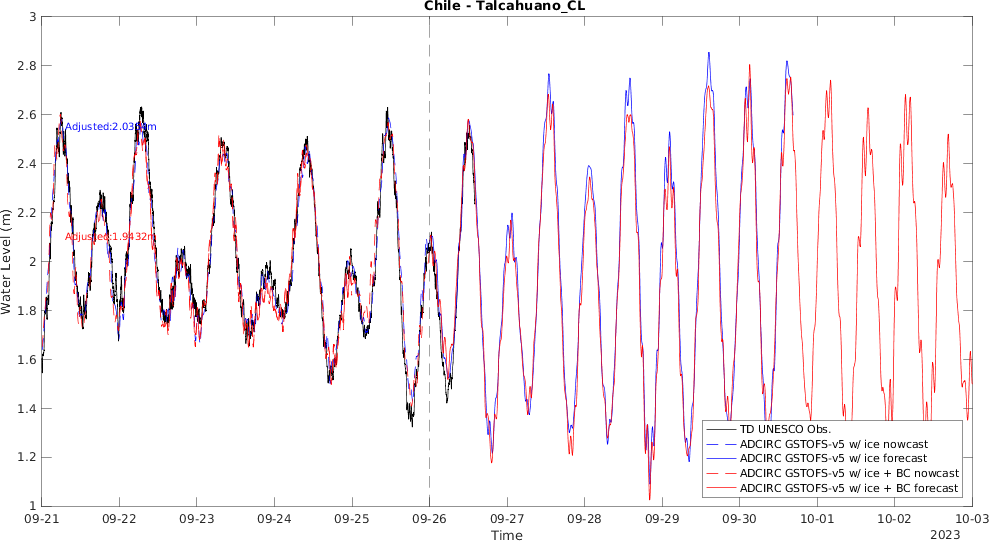 Chile - Talcahuano_CL
3
2.8
2.6
2.4
2.2
2
1.8
1.6
1.4
1.2
1
Water Level (m)
Adjusted:1.9432m
TD UNESCO Obs.
ADCIRC GSTOFS-v5 w/ ice nowcast
ADCIRC GSTOFS-v5 w/ ice forecast
ADCIRC GSTOFS-v5 w/ ice + BC nowcast
ADCIRC GSTOFS-v5 w/ ice + BC forecast
09-21 09-22 09-23 09-24 09-25 09-26 09-27 09-28 09-29 09-30 10-01 10-02 10-03
Time
2023